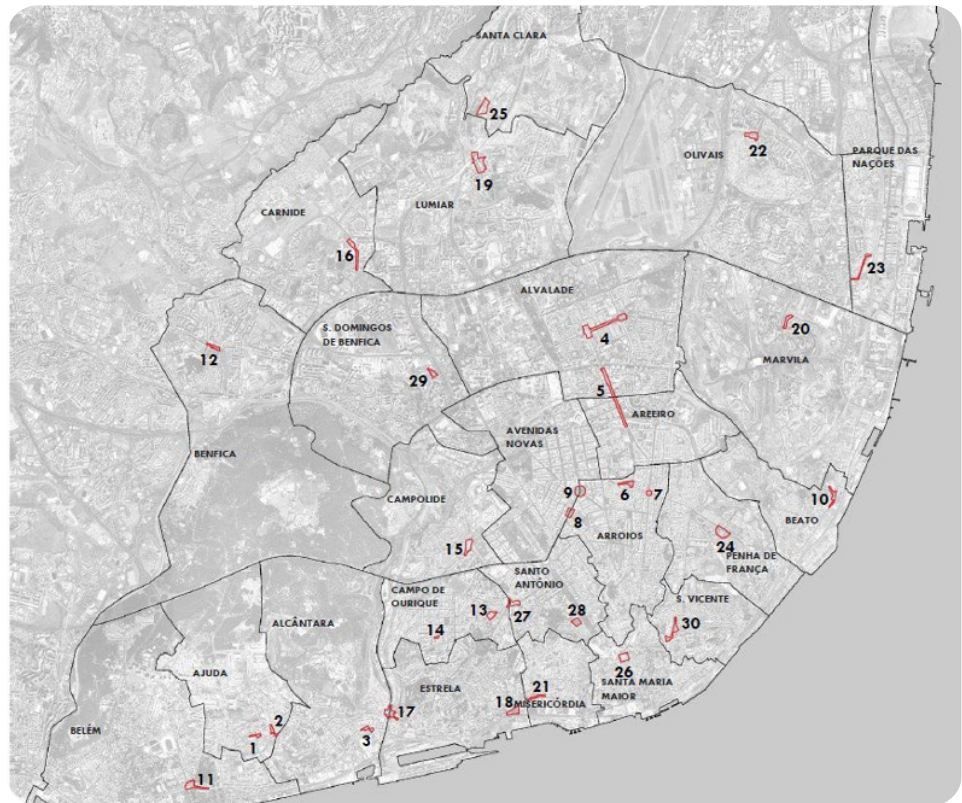 SANTA CLARA
25
OLIVAIS
22
PARQUE DAS
NAÇÕES
19
LUMIAR
CARNIDE
16
23
ALVALADE
4
20
S. DOMINGOS
DE BENFICA
12
MARVILA
29
5
AREEIRO
AVENIDAS
NOVAS
BENFICA
CAMPOLIDE
9
6
7
10
8
BEATO
ARROIOS
15
24
PENHA DE
FRANÇA
SANTO
ANTÓNIO
CAMPO DE
OURIQUE
S. VICENTE
13
27
28
ALCÂNTARA
14
30
AJUDA
26
SANTA MARIA
MAIOR
ESTRELA
21
18
MISERICÓRDIA
17
BELÉM
2
1
3
11